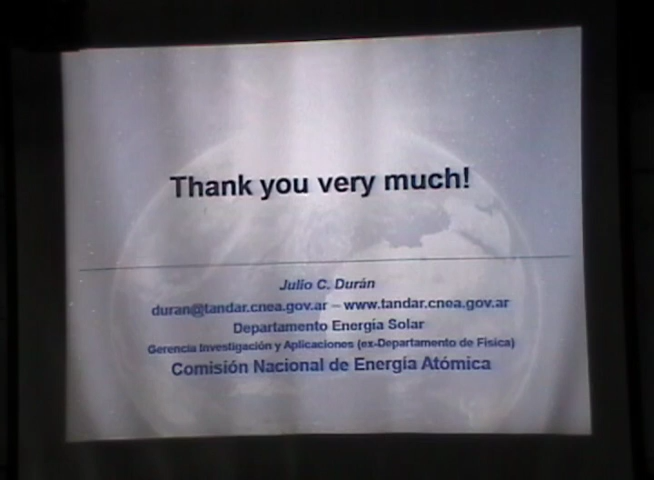 Thank you very much!
Julio C. Durán
duran@tandar.cnea.gov.ar – www.tandar.cnea.gov.ar
Departamento Energía Solar
Gerencia Investigación y Aplicaciones (ex-Departamento de Física)
Comisión Nacional de Energía Atómica